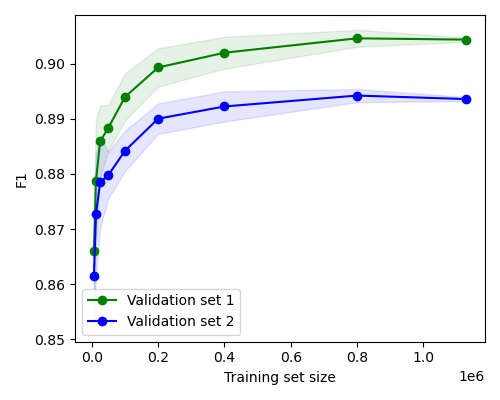 0.90
0.89
0.88
0.87
0.86
0.85
F1
Validation set 1
Validation set 2
0.0 0.2 0.4 0.6 0.8 1.0
1e6
Training set size